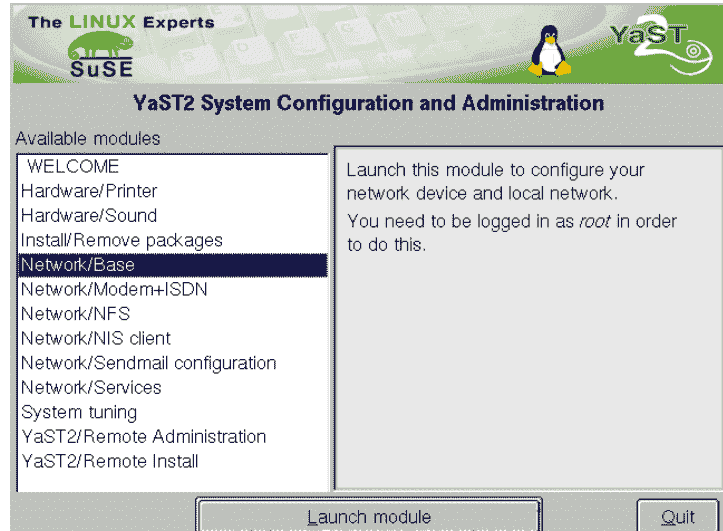 The LINUX Experts
SuSE
YaST2
YaST2 System Configuration and Administration
Available modules
WELCOME
Hardware/Printer
Hardware/Sound
Install/Remove packages
Network/Base
Network/Modem+ISDN
Network/NFS
Network/NIS client
Network/Sendmail configuration
Network/Services
System tuning
YaST2/Remote Administration
YaST2/Remote Install
Launch this module to configure your
network device and local network.
You need to be logged in as root in order
to do this.
Launch module
Quit